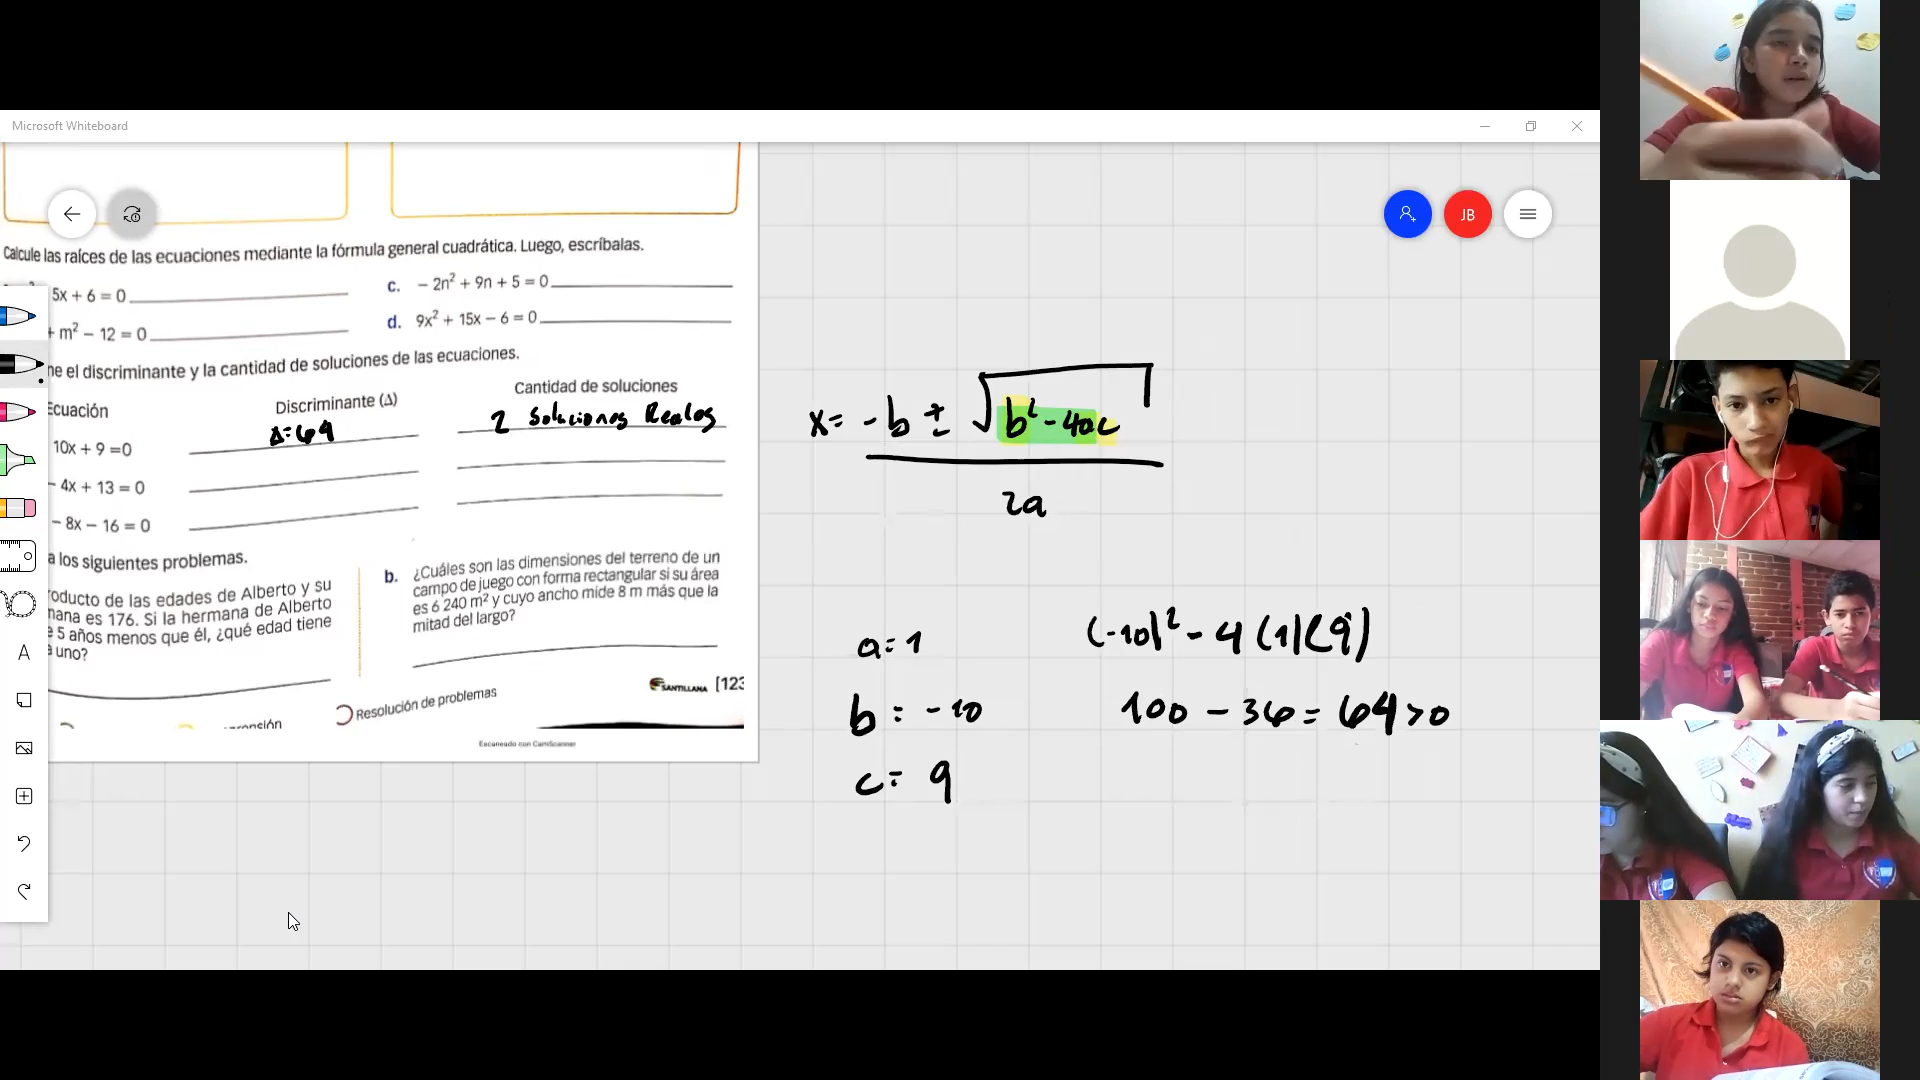 Microsoft Whiteboard
JB
Calcule las raíces de las ecuaciones mediante la fórmula general cuadrática. Luego, escríbalas.
5x + 6 = 0
c. − 2n² + 9n + 5 = 0
+ m² − 12 = 0
d. 9x² + 15x − 6 = 0
ne el discriminante y la cantidad de soluciones de las ecuaciones.
Ecuación
Discriminante (Δ)
Cantidad de soluciones
10x + 9 =0
Δ=64
2 Soluciones Reales
− 4x + 13 = 0
− 8x − 16 = 0
a los siguientes problemas.
roducto de las edades de Alberto y su
nana es 176. Si la hermana de Alberto
e 5 años menos que él, ¿qué edad tiene
a uno?
b. ¿Cuáles son las dimensiones del terreno de un
campo de juego con forma rectangular si su área
es 6 240 m² y cuyo ancho mide 8 m más que la
mitad del largo?
SANTILLANA [123
Resolución de problemas
Escaneado con CamScanner
x= -b ± √b² - 4ac
2a
a=1
b = -10
c= 9
(-10)² - 4 (1)(9)
100 - 36 = 64 > 0
A